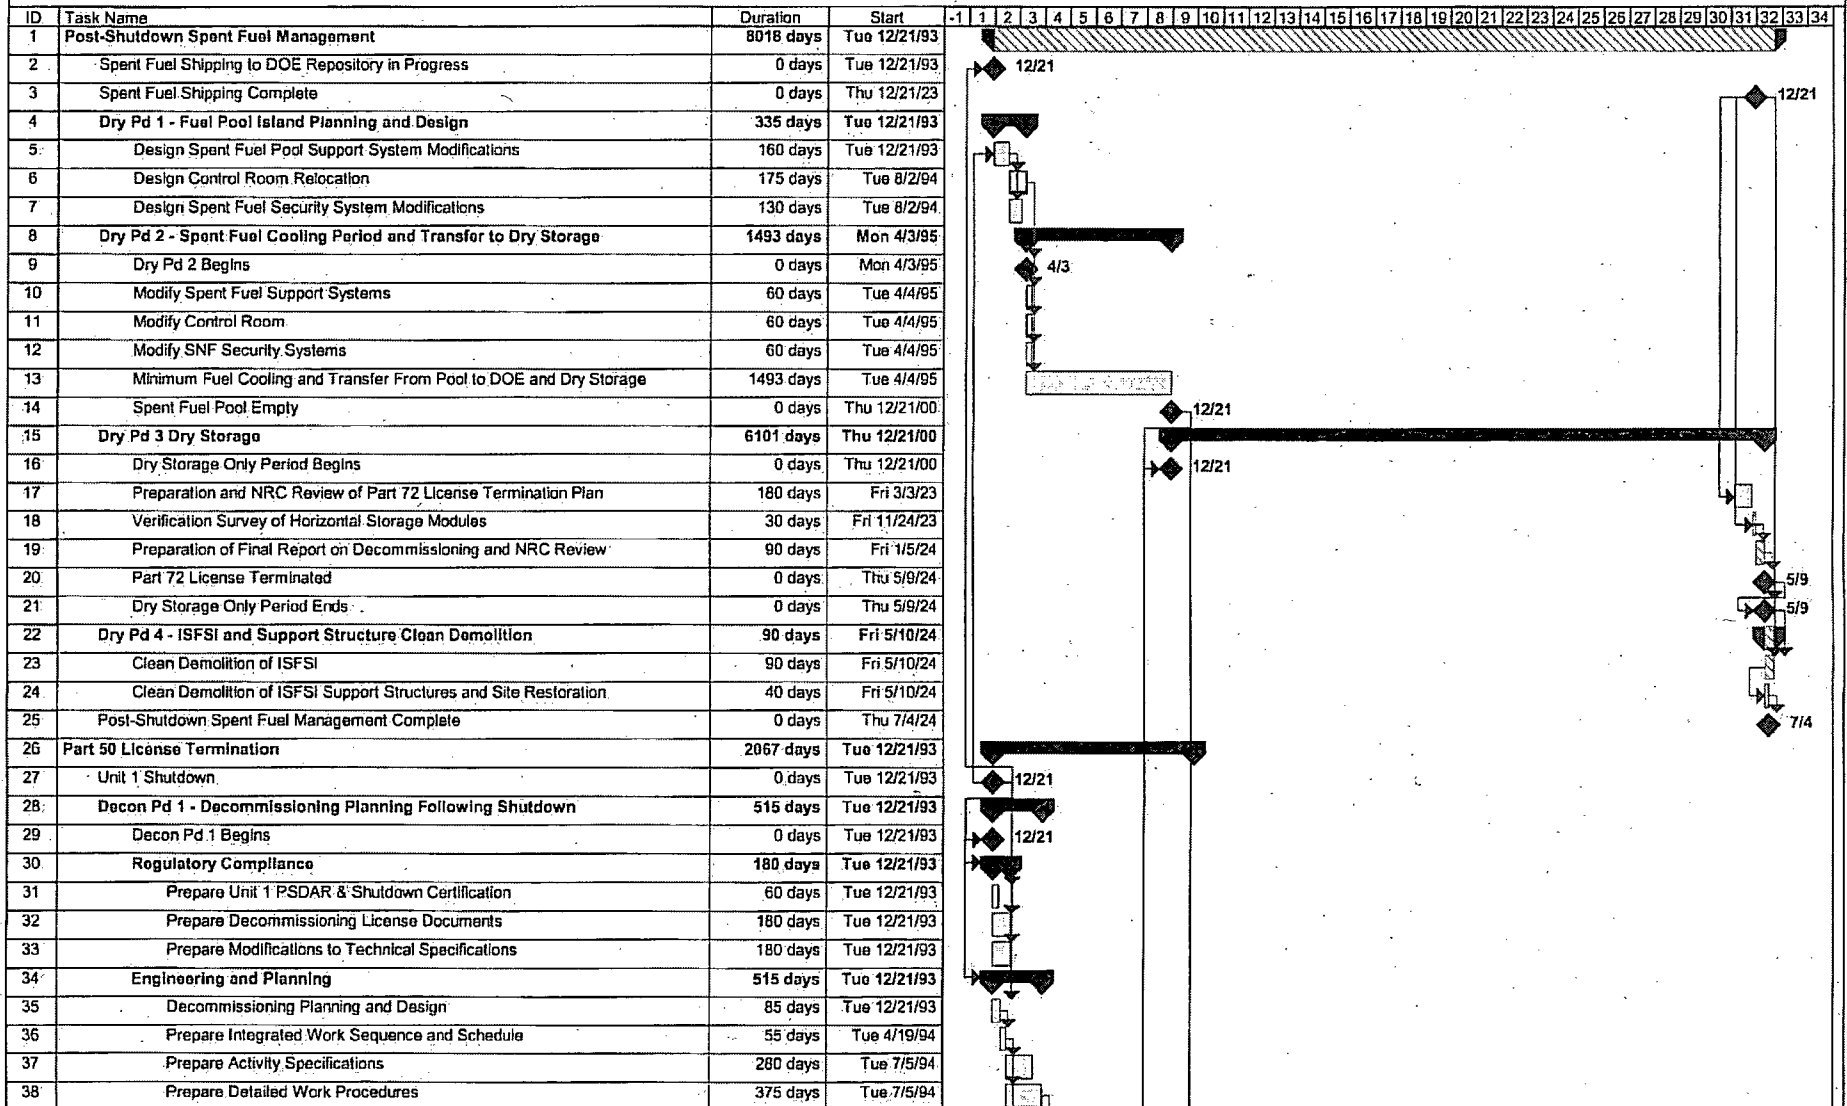 ID Task Name Duration Start -1 1 2 3 4 5 6 7 8 9 10 11 12 13 14 15 16 17 18 19 20 21 22 23 24 25 26 27 28 29 30 31 32 33 34
1 Post-Shutdown Spent Fuel Management 8018 days Tue 12/21/93
2 Spent Fuel Shipping to DOE Repository in Progress 0 days Tue 12/21/93 12/21
3 Spent Fuel Shipping Complete 0 days Thu 12/21/23 12/21
4 Dry Pd 1 - Fuel Pool Island Planning and Design 335 days Tue 12/21/93
5 Design Spent Fuel Pool Support System Modifications 160 days Tue 12/21/93
6 Design Control Room Relocation 175 days Tue 8/2/94
7 Design Spent Fuel Security System Modifications 130 days Tue 8/2/94
8 Dry Pd 2 - Spent Fuel Cooling Period and Transfer to Dry Storage 1493 days Mon 4/3/95
9 Dry Pd 2 Begins 0 days Mon 4/3/95 4/3
10 Modify Spent Fuel Support Systems 60 days Tue 4/4/95
11 Modify Control Room 60 days Tue 4/4/95
12 Modify SNF Security Systems 60 days Tue 4/4/95
13 Minimum Fuel Cooling and Transfer From Pool to DOE and Dry Storage 1493 days Tue 4/4/95
14 Spent Fuel Pool Empty 0 days Thu 12/21/00 12/21
15 Dry Pd 3 Dry Storage 6101 days Thu 12/21/00
16 Dry Storage Only Period Begins 0 days Thu 12/21/00 12/21
17 Preparation and NRC Review of Part 72 License Termination Plan 180 days Fri 3/3/23
18 Verification Survey of Horizontal Storage Modules 30 days Fri 11/24/23
19 Preparation of Final Report on Decommissioning and NRC Review 90 days Fri 1/5/24
20 Part 72 License Terminated 0 days Thu 5/9/24 5/9
21 Dry Storage Only Period Ends 0 days Thu 5/9/24 5/9
22 Dry Pd 4 - ISFSI and Support Structure Clean Demolition 90 days Fri 5/10/24
23 Clean Demolition of ISFSI 90 days Fri 5/10/24
24 Clean Demolition of ISFSI Support Structures and Site Restoration 40 days Fri 5/10/24
25 Post-Shutdown Spent Fuel Management Complete 0 days Thu 7/4/24 7/4
26 Part 50 License Termination 2067 days Tue 12/21/93
27 Unit 1 Shutdown 0 days Tue 12/21/93 12/21
28 Decon Pd 1 - Decommissioning Planning Following Shutdown 515 days Tue 12/21/93
29 Decon Pd 1 Begins 0 days Tue 12/21/93 12/21
30 Regulatory Compliance 180 days Tue 12/21/93
31 Prepare Unit 1 PSDAR & Shutdown Certification 60 days Tue 12/21/93
32 Prepare Decommissioning License Documents 180 days Tue 12/21/93
33 Prepare Modifications to Technical Specifications 180 days Tue 12/21/93
34 Engineering and Planning 515 days Tue 12/21/93
35 Decommissioning Planning and Design 85 days Tue 12/21/93
36 Prepare Integrated Work Sequence and Schedule 55 days Tue 4/19/94
37 Prepare Activity Specifications 280 days Tue 7/5/94
38 Prepare Detailed Work Procedures 375 days Tue 7/5/94